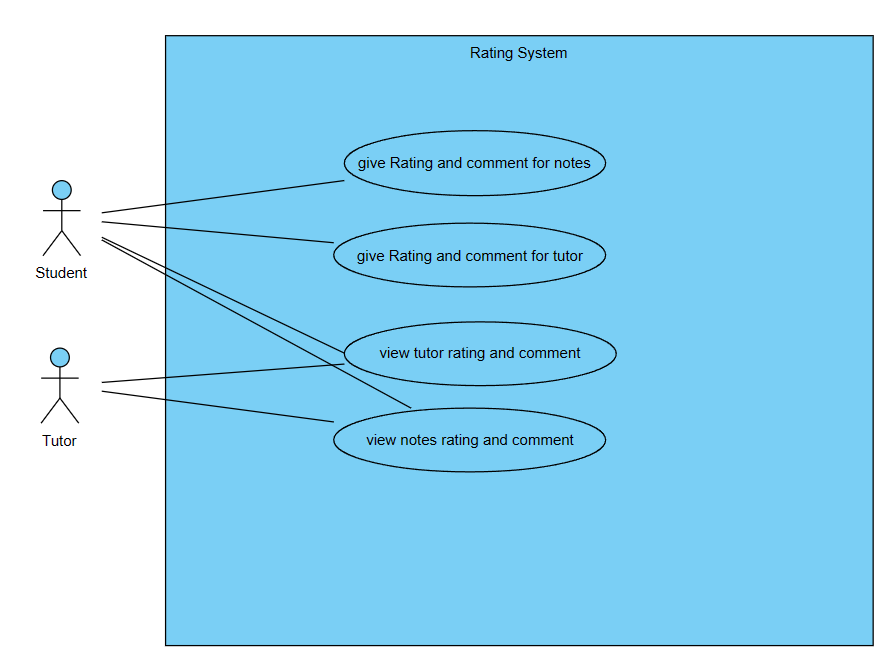 Rating System
give Rating and comment for notes
give Rating and comment for tutor
Student
view tutor rating and comment
Tutor
view notes rating and comment